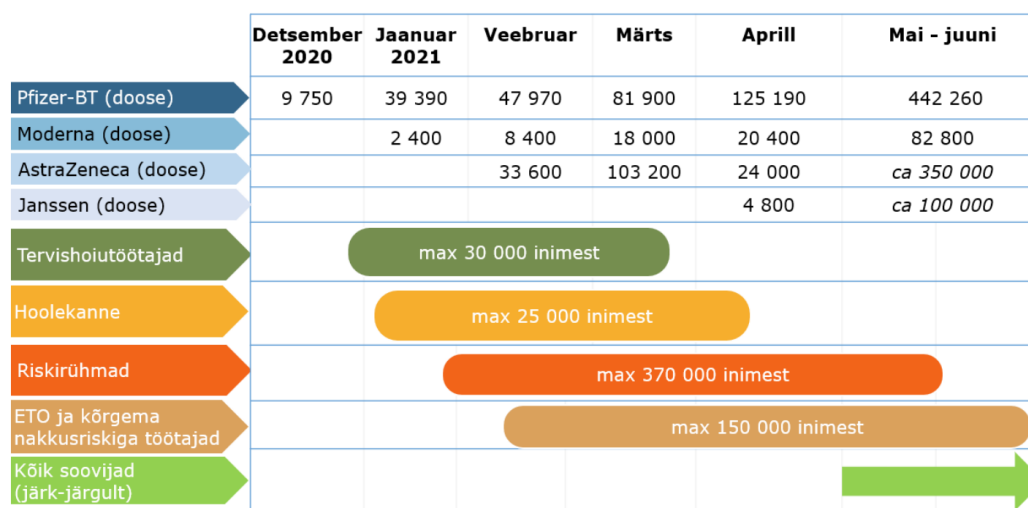 Detsember 2020 Jaanuar 2021 Veebruar Märts Aprill Mai - juuni
Pfizer-BT (doose) 9 750 39 390 47 970 81 900 125 190 442 260
Moderna (doose) 2 400 8 400 18 000 20 400 82 800
AstraZeneca (doose) 33 600 103 200 24 000 ca 350 000
Janssen (doose) 4 800 ca 100 000
Tervishoiutöötajad max 30 000 inimest
Hoolekanne max 25 000 inimest
Riskirühmad max 370 000 inimest
ETO ja kõrgema
nakkusriskiga töötajad max 150 000 inimest
Kõik soovijad
(järk-järgult)